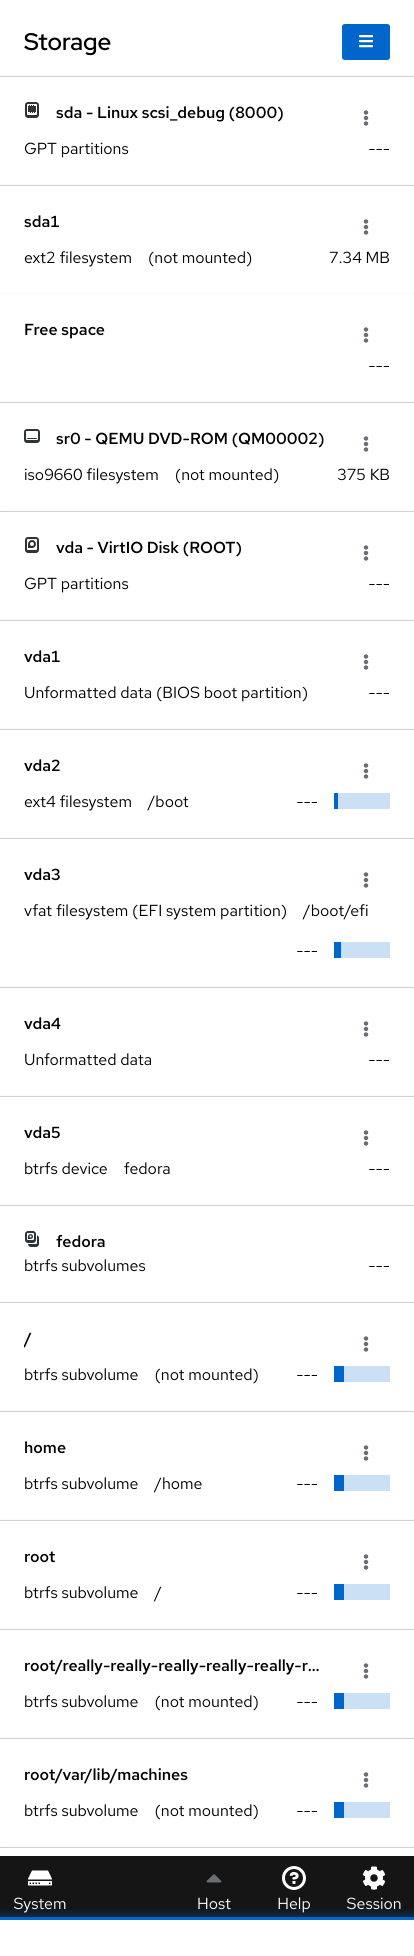 Storage
sda - Linux scsi_debug (8000)
GPT partitions ---
sda1
ext2 filesystem (not mounted) 7.34 MB
Free space
---
sr0 - QEMU DVD-ROM (QM00002)
iso9660 filesystem (not mounted) 375 KB
vda - VirtIO Disk (ROOT)
GPT partitions ---
vda1
Unformatted data (BIOS boot partition) ---
vda2
ext4 filesystem /boot ---
vda3
vfat filesystem (EFI system partition) /boot/efi
---
vda4
Unformatted data ---
vda5
btrfs device fedora ---
fedora
btrfs subvolumes ---
/
btrfs subvolume (not mounted) ---
home
btrfs subvolume /home ---
root
btrfs subvolume / ---
root/really-really-really-really-really-r...
btrfs subvolume (not mounted) ---
root/var/lib/machines
btrfs subvolume (not mounted) ---
System Host Help Session